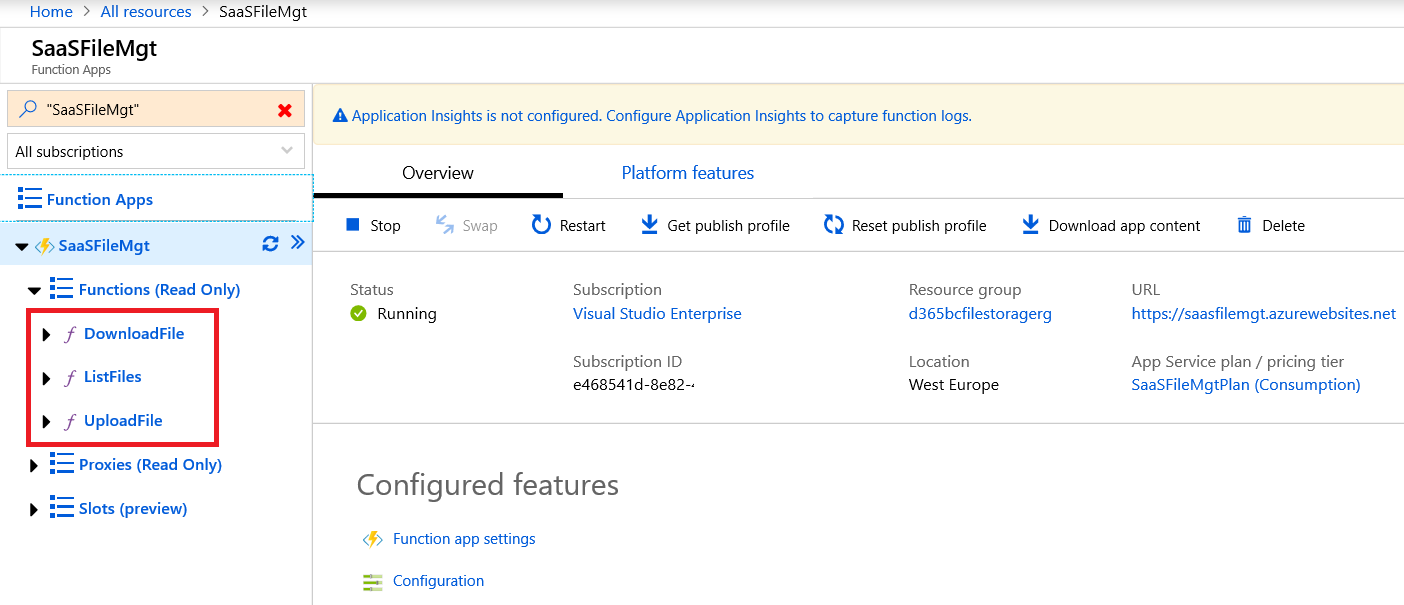 Home > All resources > SaaSFileMgt
SaaSFileMgt
Function Apps
"SaaSFileMgt"
All subscriptions
Function Apps
SaaSFileMgt
Functions (Read Only)
DownloadFile
ListFiles
UploadFile
Proxies (Read Only)
Slots (preview)
Application Insights is not configured. Configure Application Insights to capture function logs.
Overview Platform features
Stop Swap Restart Get publish profile Reset publish profile Download app content Delete
Status Subscription Resource group URL
Running Visual Studio Enterprise d365bcfilestoragerg https://saasfilemgt.azurewebsites.net
Subscription ID Location App Service plan / pricing tier
e468541d-8e82- West Europe SaaSFileMgtPlan (Consumption)
Configured features
Function app settings
Configuration